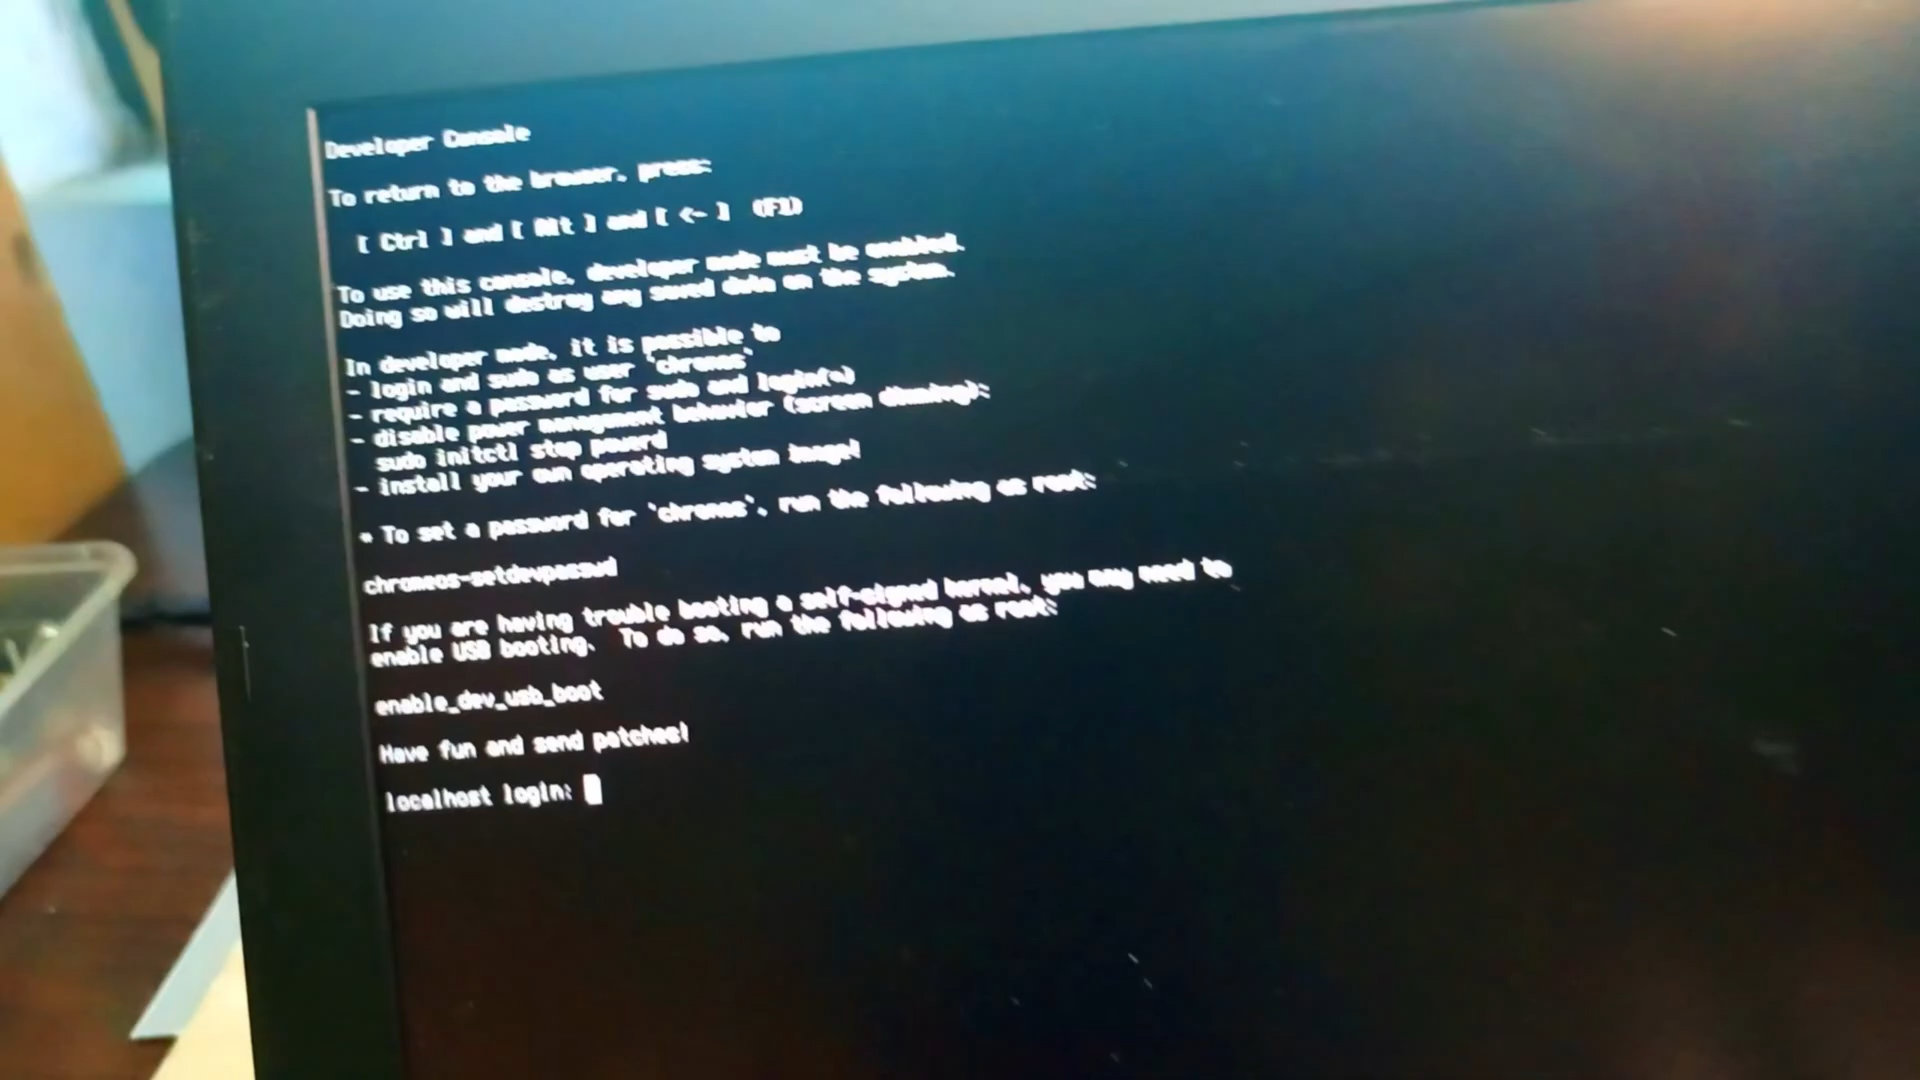 Developer Console
To return to the browser, press:
[ Ctrl ] and [ Alt ] and [ <- ] (F1)
To use this console, developer mode must be enabled.
Doing so will destroy any saved data on the system.
In developer mode, it is possible to
- login and sudo as user 'chronos'
- require a password for sudo and login(*)
- disable power management behavior (screen dimming):
sudo initctl stop powerd
- install your own operating system image!
* To set a password for 'chronos', run the following as root:
chromeos-setdevpasswd
If you are having trouble booting a self-signed kernel, you may need to
enable USB booting. To do so, run the following as root:
enable_dev_usb_boot
Have fun and send patches!
localhost login: